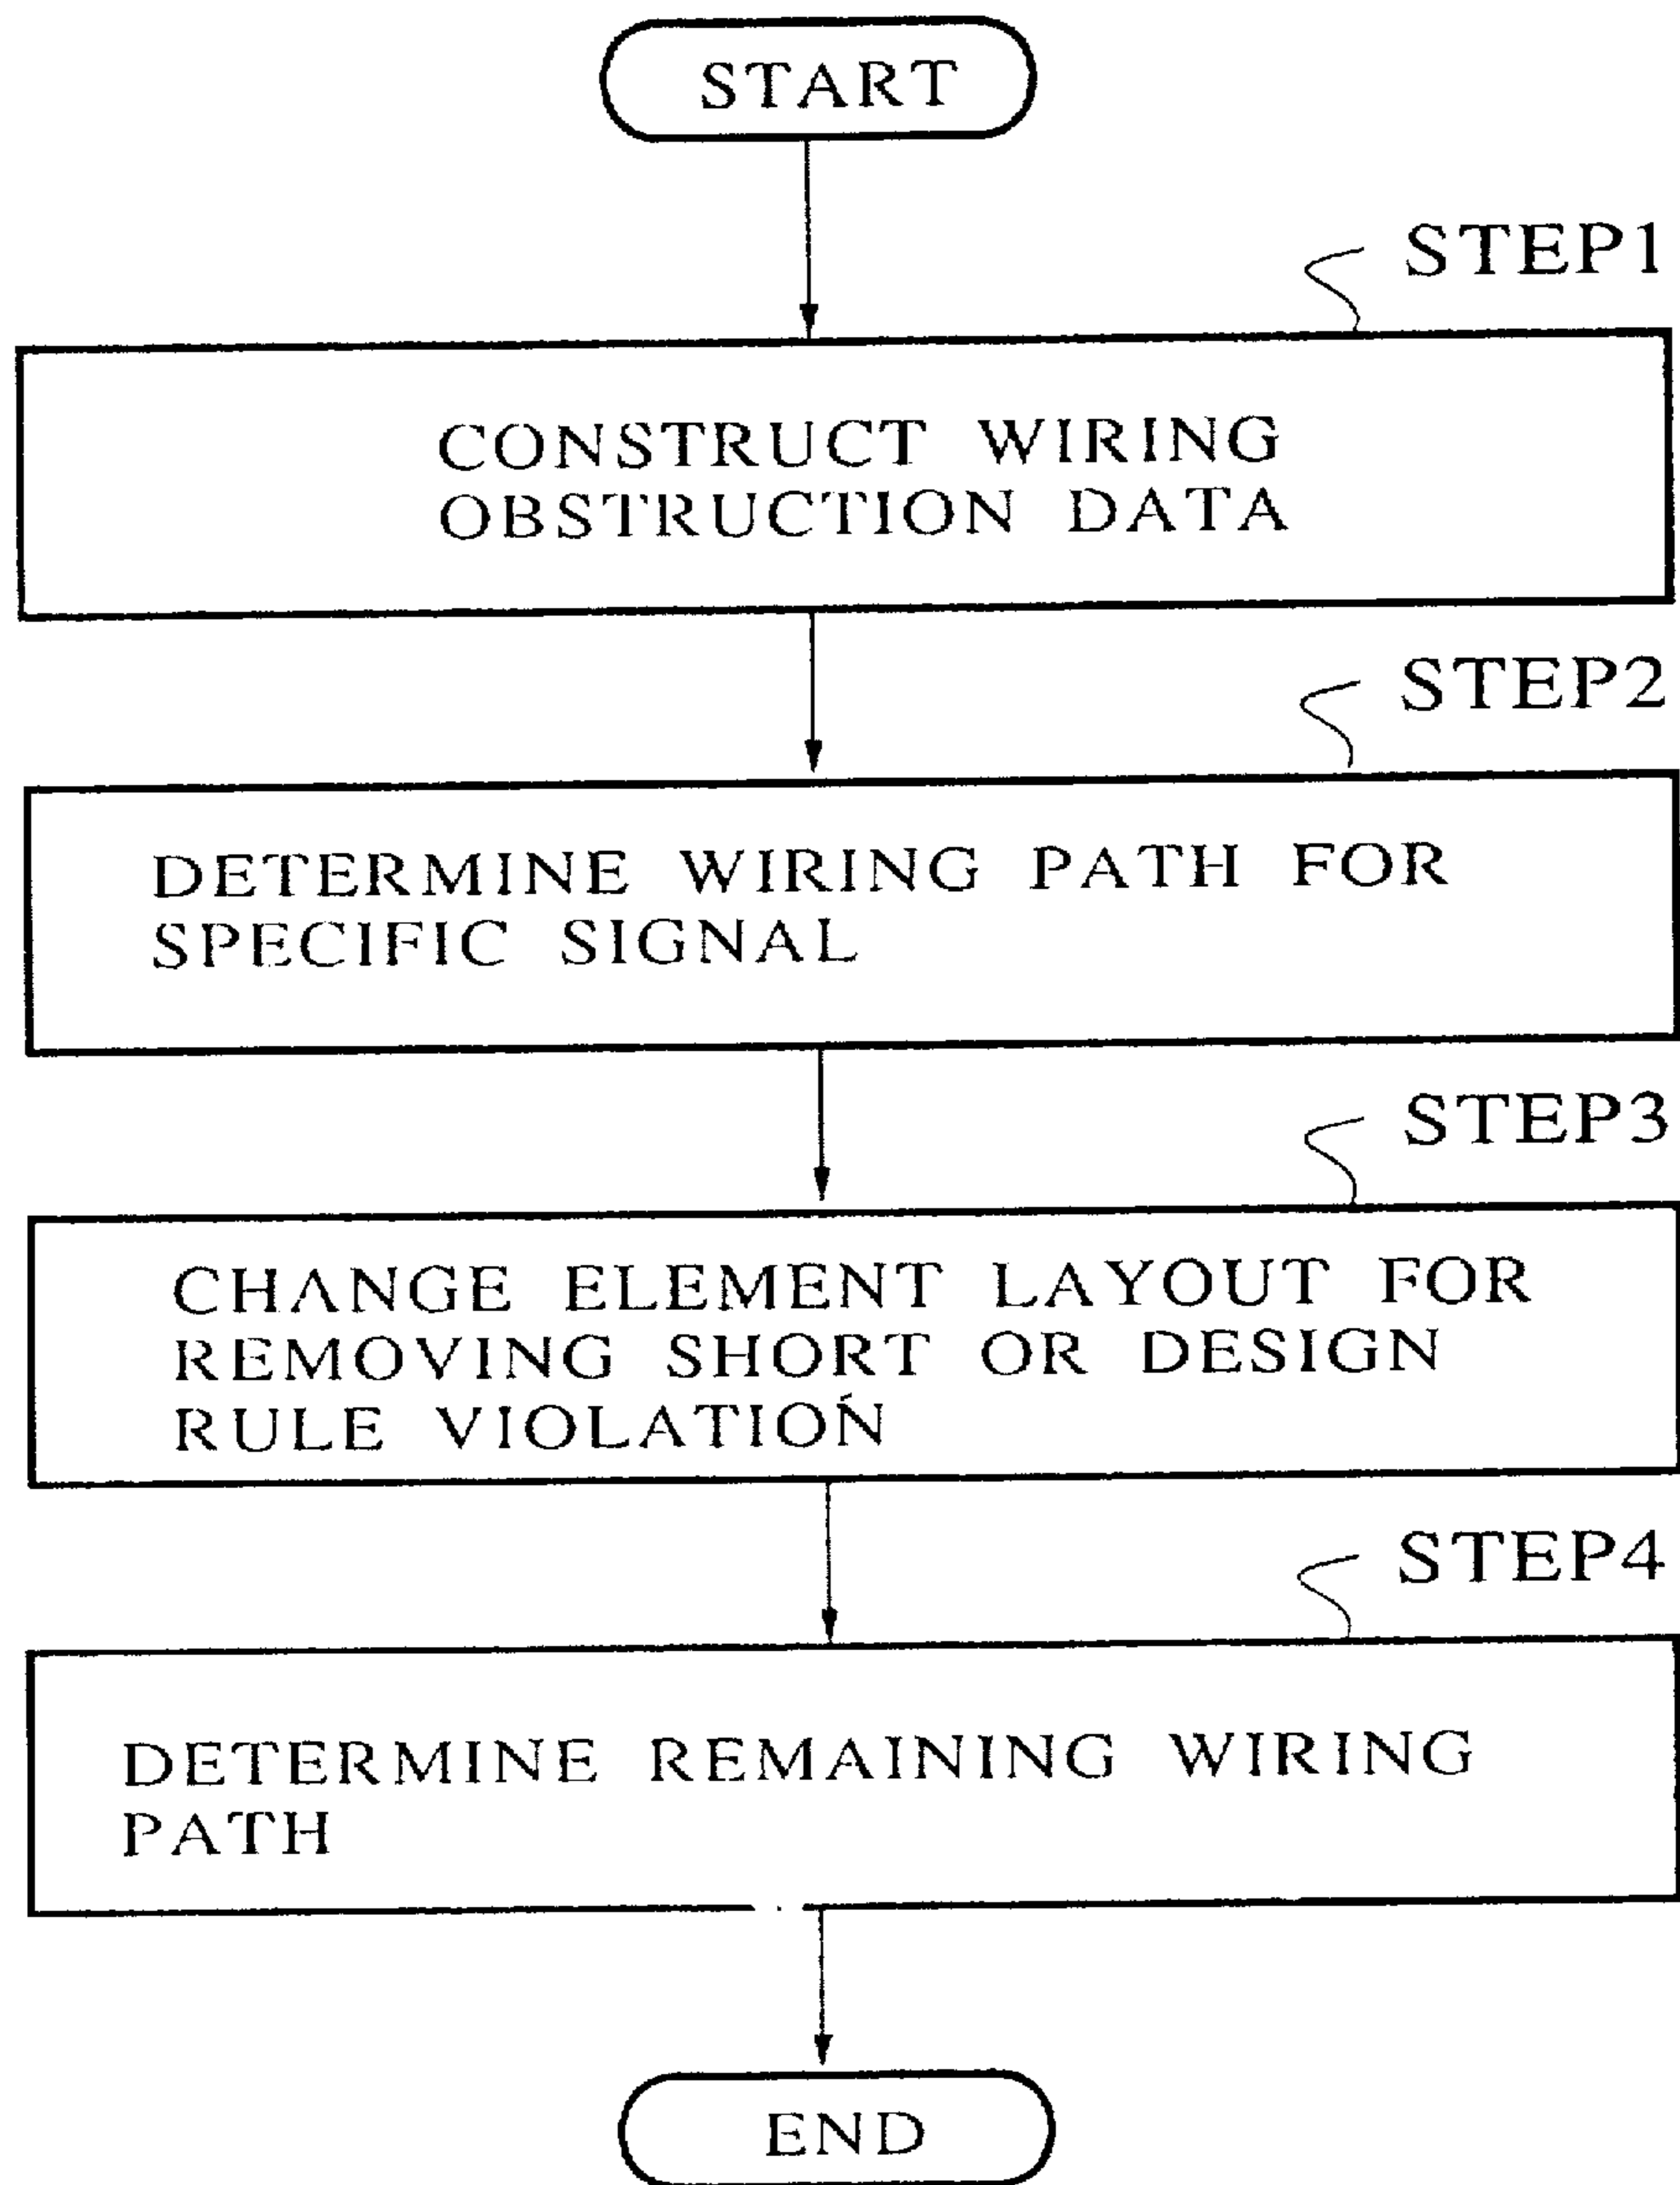 START
STEP1
CONSTRUCT WIRING
OBSTRUCTION DATA
STEP2
DETERMINE WIRING PATH FOR
SPECIFIC SIGNAL
STEP3
CHANGE ELEMENT LAYOUT FOR
REMOVING SHORT OR DESIGN
RULE VIOLATION
STEP4
DETERMINE REMAINING WIRING
PATH
END